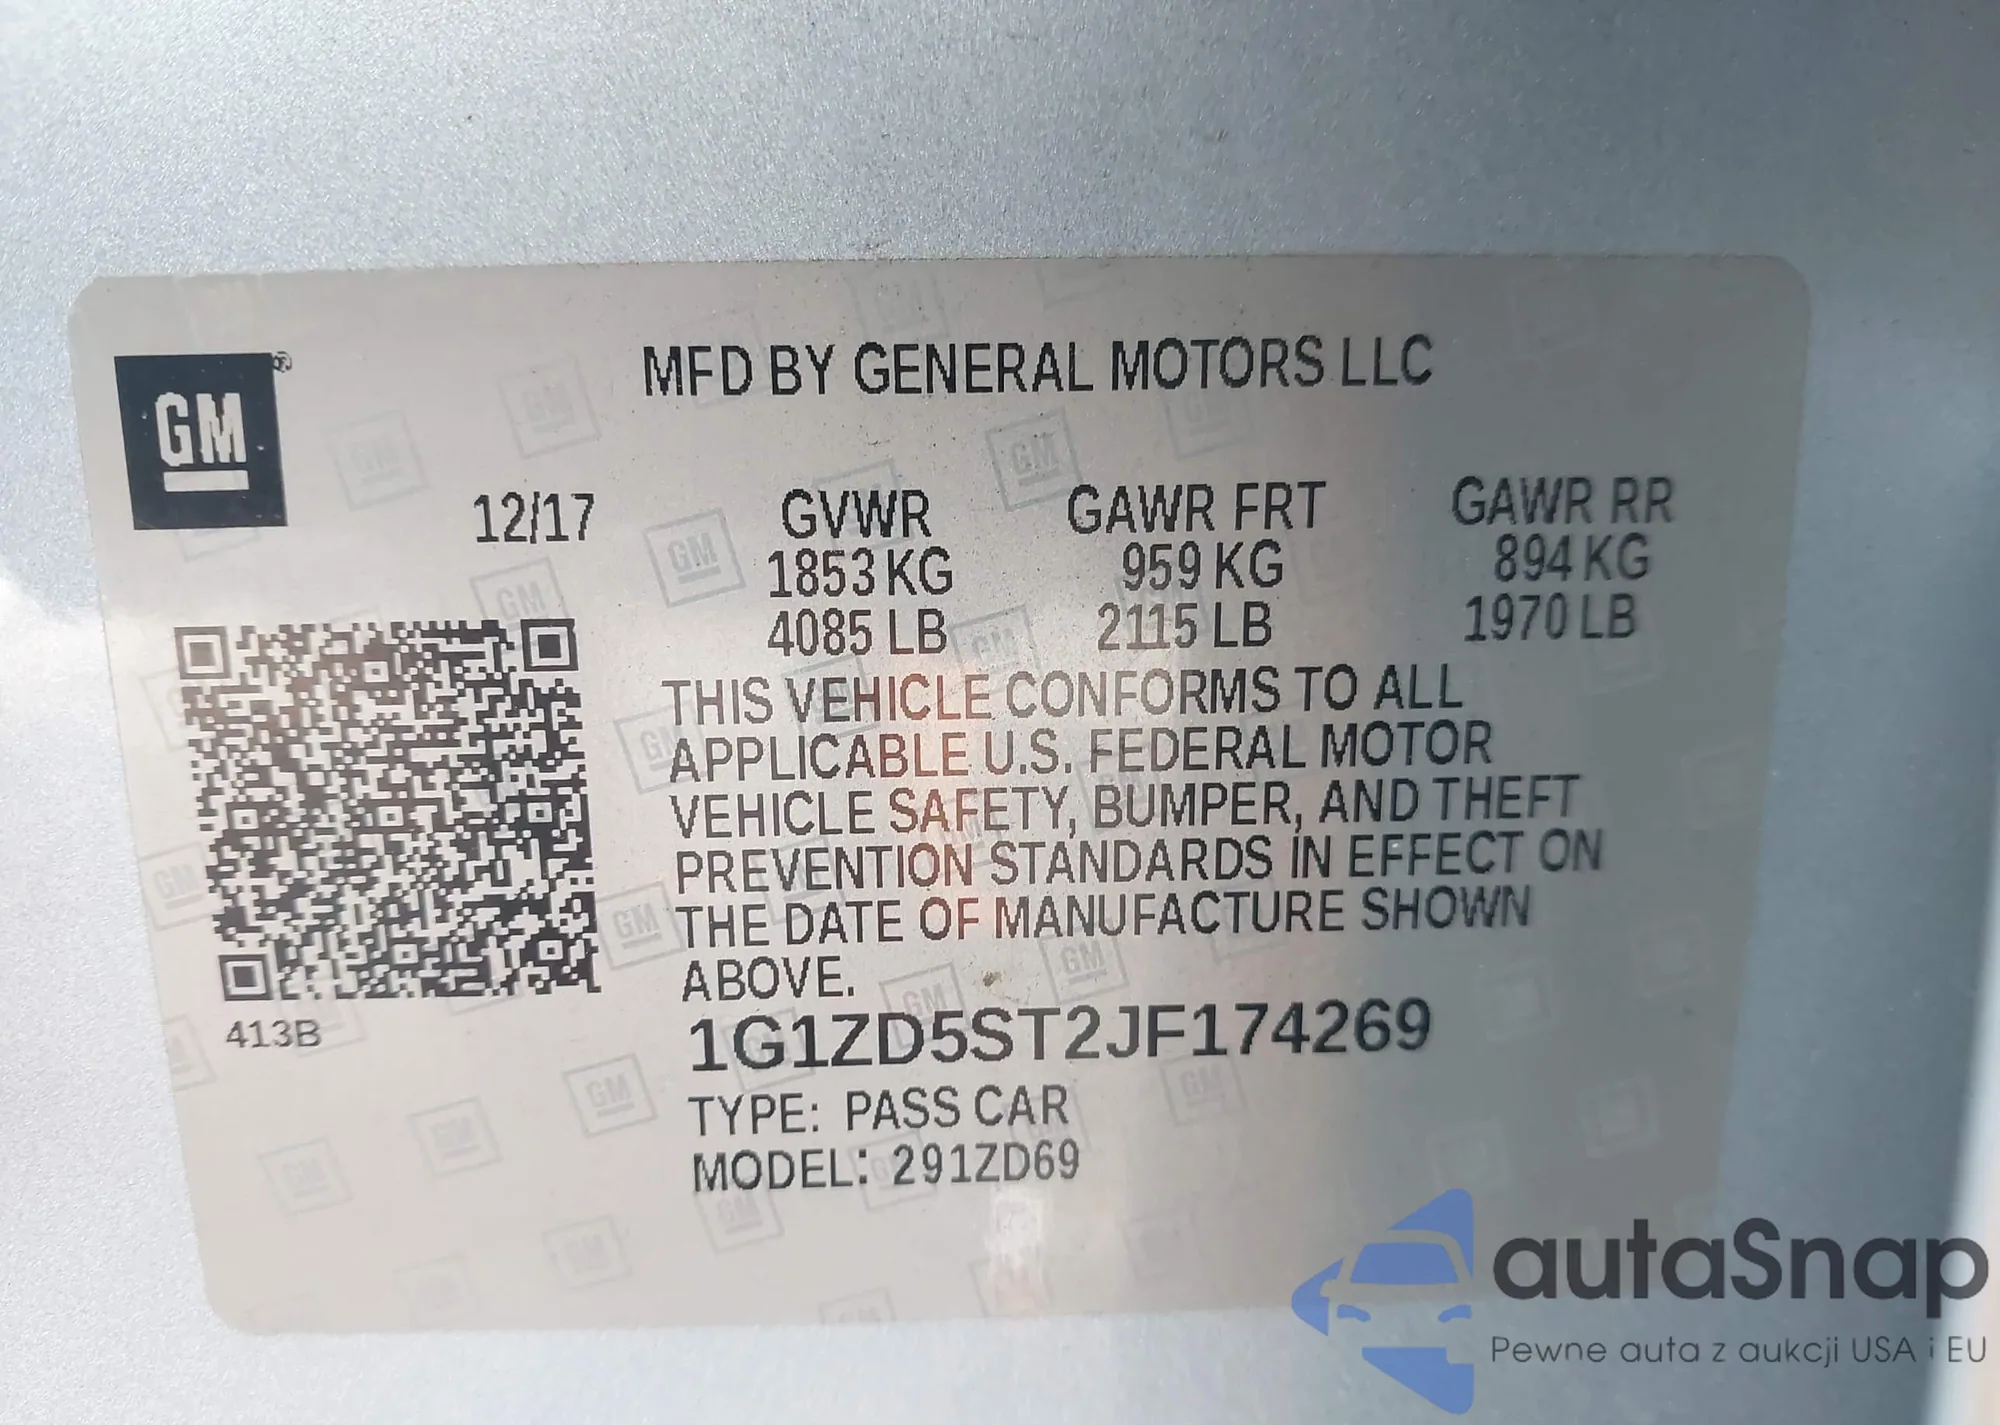 GM®
MFD BY GENERAL MOTORS LLC
12/17 GVWR GAWR FRT GAWR RR
1853 KG 959 KG 894 KG
4085 LB 2115 LB 1970 LB
THIS VEHICLE CONFORMS TO ALL
APPLICABLE U.S. FEDERAL MOTOR
VEHICLE SAFETY, BUMPER, AND THEFT
PREVENTION STANDARDS IN EFFECT ON
THE DATE OF MANUFACTURE SHOWN
ABOVE.
413B
1G1ZD5ST2JF174269
TYPE: PASS CAR
MODEL: 291ZD69
autaSnap
Pewne auta z aukcji USA i EU